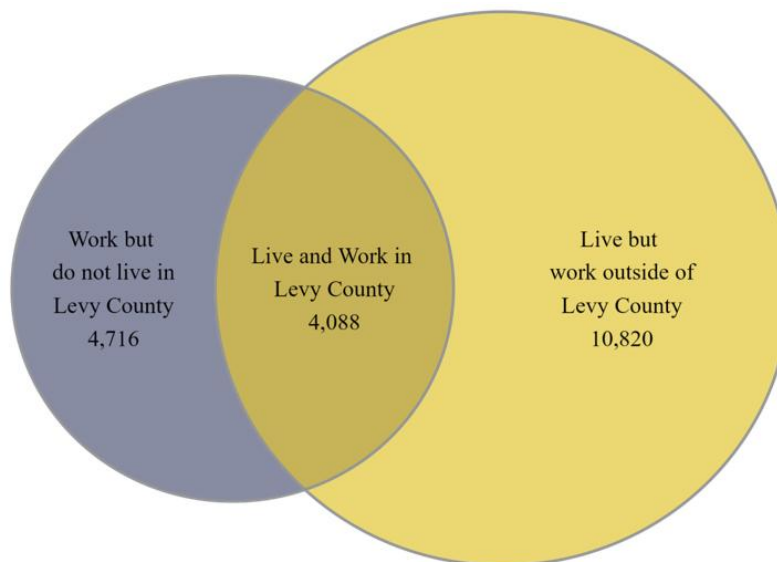 Work but
do not live in
Levy County
4,716
Live and Work in
Levy County
4,088
Live but
work outside of
Levy County
10,820